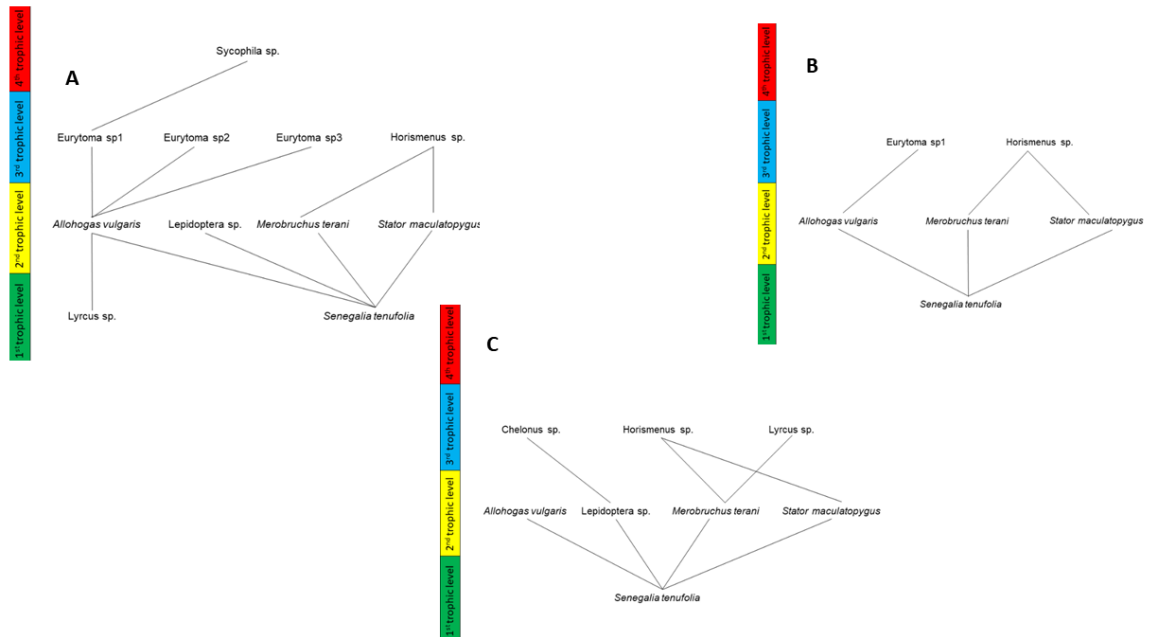 A
4th trophic level
3rd trophic level
2nd trophic level
1st trophic level
Sycophila sp.
Eurytoma sp1 Eurytoma sp2 Eurytoma sp3 Horismenus sp.
Allohogas vulgaris Lepidoptera sp. Merobruchus terani Stator maculatopygus
Lyrcus sp. Senegalia tenufolia
B
4th trophic level
3rd trophic level
2nd trophic level
1st trophic level
Eurytoma sp1 Horismenus sp.
Allohogas vulgaris Merobruchus terani Stator maculatopygus
Senegalia tenufolia
C
4th trophic level
3rd trophic level
2nd trophic level
1st trophic level
Chelonus sp. Horismenus sp. Lyrcus sp.
Allohogas vulgaris Lepidoptera sp. Merobruchus terani Stator maculatopygus
Senegalia tenufolia